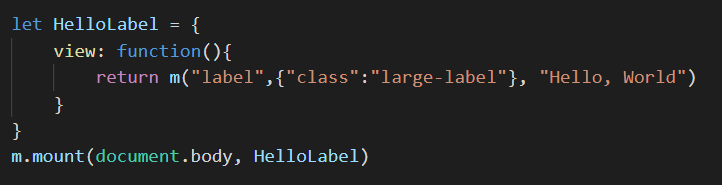 let HelloLabel = {
    view: function(){
        return m("label",{"class":"large-label"}, "Hello, World")
    }
}
m.mount(document.body, HelloLabel)